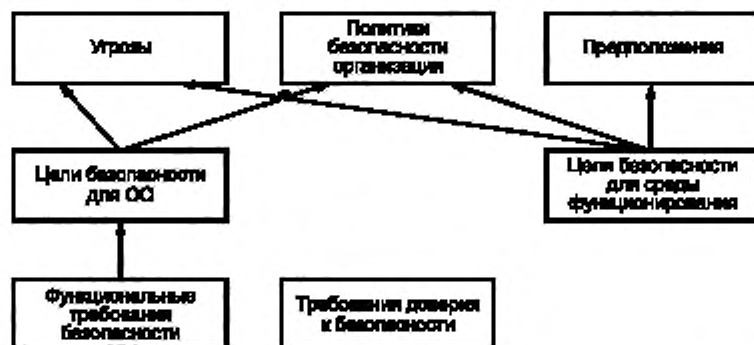 Угрозы
Политики
безопасности
организации
Предположения
Цели безопасности
для ОО
Цели безопасности
для среды
функционирования
Функциональные
требования
безопасности
Требования доверия
к безопасности